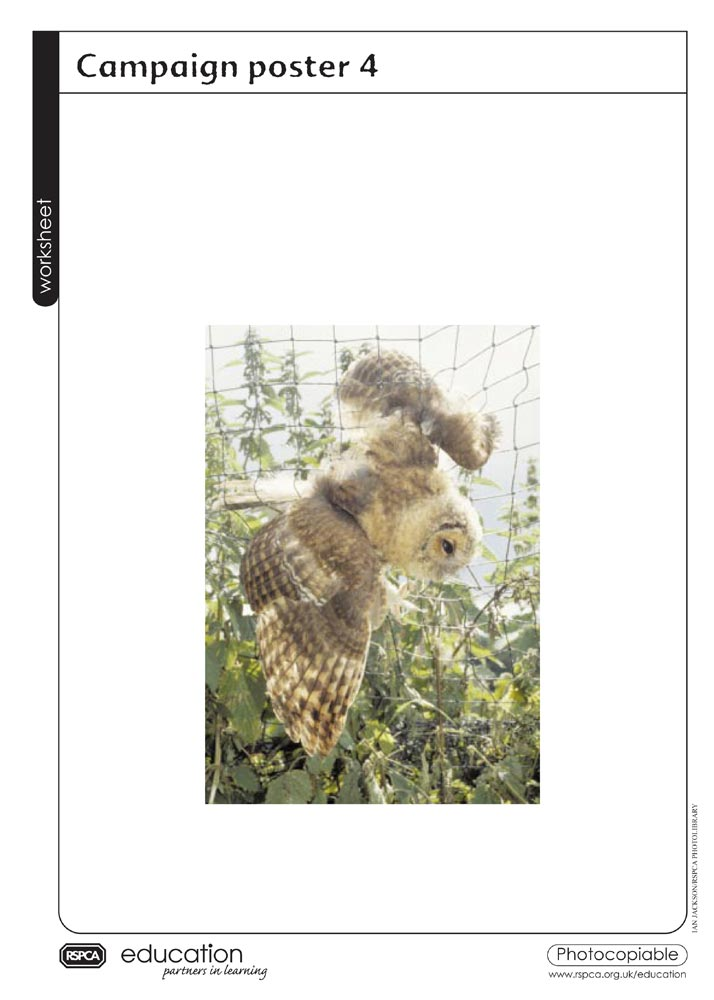 Campaign poster 4
worksheet
IAN JACKSON/RSPCA PHOTOLIBRARY
RSPCA
education
partners in learning
Photocopiable
www.rspca.org.uk/education